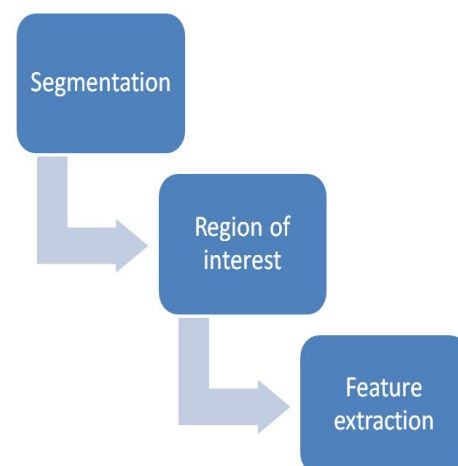 Segmentation
Region of
interest
Feature
extraction